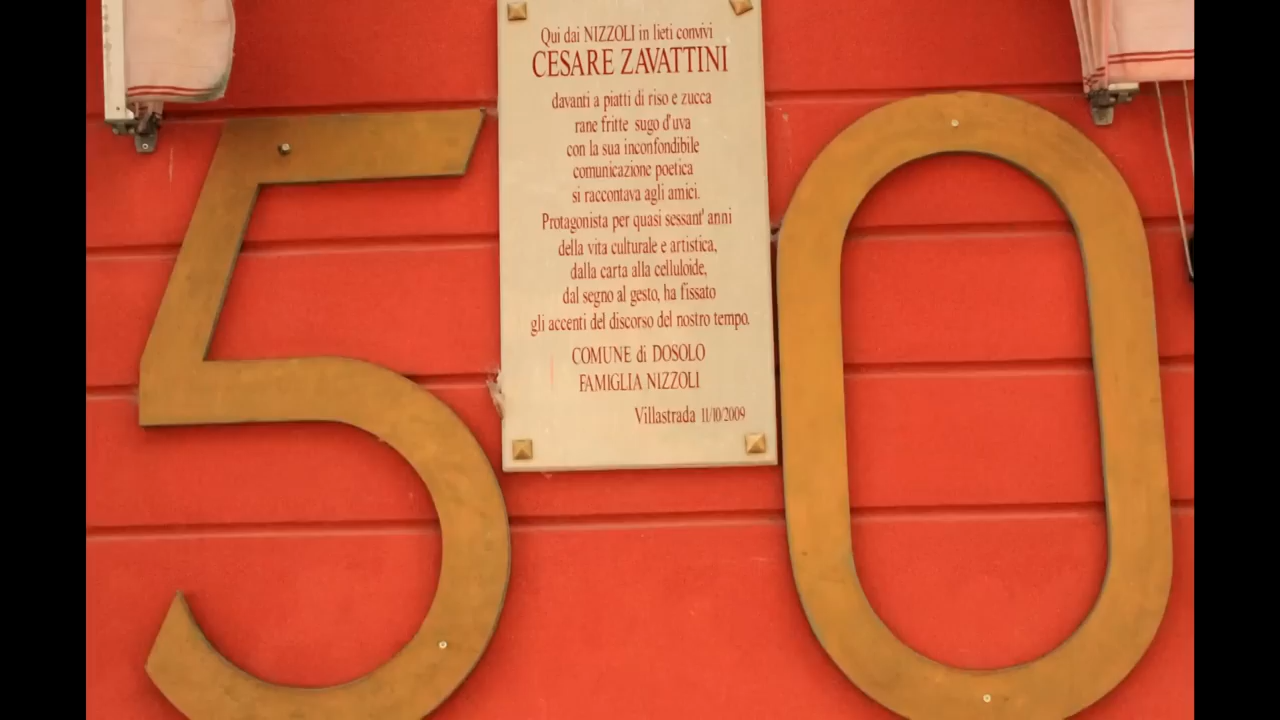 Qui dai NIZZOLI in lieti convivi
CESARE ZAVATTINI
davanti a piatti di riso e zucca
rane fritte sugo d'uva
con la sua inconfondibile
comunicazione poetica
si raccontava agli amici.
Protagonista per quasi sessant' anni
della vita culturale e artistica,
dalla carta alla celluloide,
dal segno al gesto, ha fissato
gli accenti del discorso del nostro tempo.
COMUNE di DOSOLO
FAMIGLIA NIZZOLI
Villastrada 11/10/2009
50